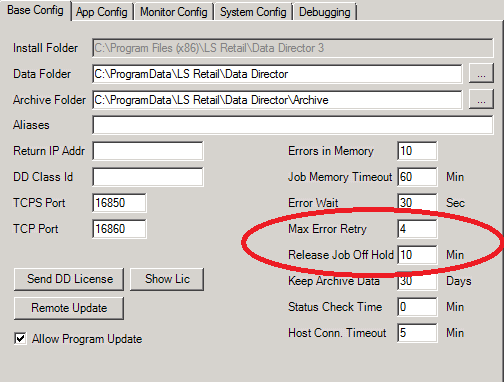 Base Config App Config Monitor Config System Config Debugging
Install Folder C:\Program Files (x86)\LS Retail\Data Director 3
Data Folder C:\ProgramData\LS Retail\Data Director ...
Archive Folder C:\ProgramData\LS Retail\Data Director\Archive ...
Aliases
Return IP Addr Errors in Memory 10
DD Class Id Job Memory Timeout 60 Min
TCPS Port 16850 Error Wait 30 Sec
TCP Port 16860 Max Error Retry 4
Release Job Off Hold 10 Min
Send DD License Show Lic Keep Archive Data 30 Days
Remote Update Status Check Time 0 Min
Allow Program Update Host Conn. Timeout 5 Min